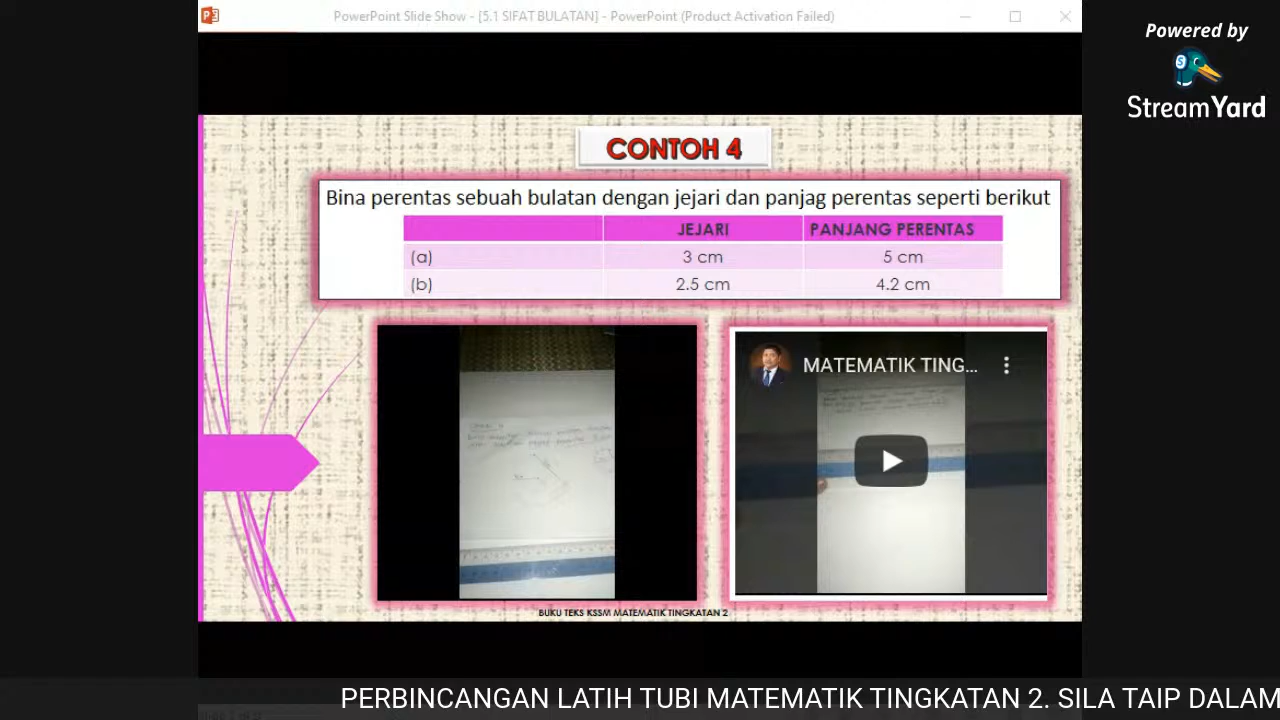 PowerPoint Slide Show - [5.1 SIFAT BULATAN] - PowerPoint (Product Activation Failed)
Powered by
StreamYard
CONTOH 4
Bina perentas sebuah bulatan dengan jejari dan panjag perentas seperti berikut
JEJARI PANJANG PERENTAS
(a) 3 cm 5 cm
(b) 2.5 cm 4.2 cm
MATEMATIK TING...
BUKU TEKS KSSM MATEMATIK TINGKATAN 2
PERBINCANGAN LATIH TUBI MATEMATIK TINGKATAN 2. SILA TAIP DALAM